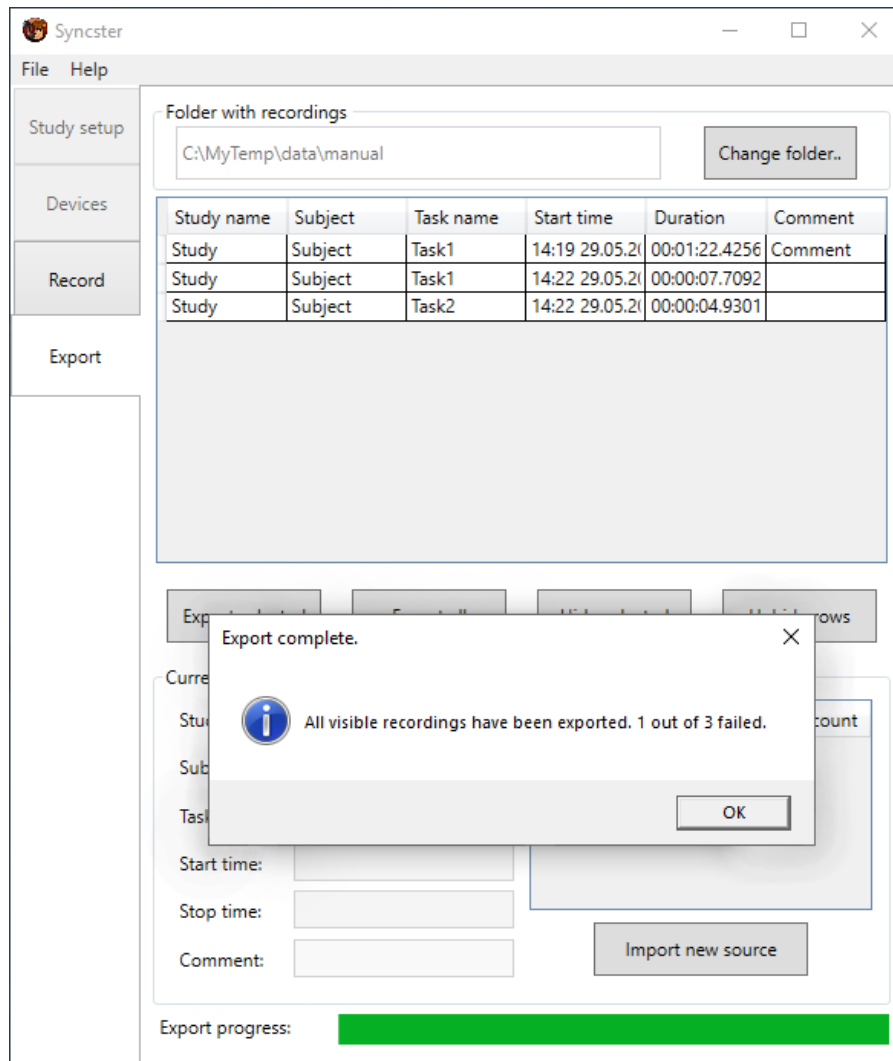 Syncster
File Help
Study setup
Devices
Record
Export
Folder with recordings
C:\MyTemp\data\manual
Change folder..
Study name Subject Task name Start time Duration Comment
Study Subject Task1 14:19 29.05.2 00:01:22.4256 Comment
Study Subject Task1 14:22 29.05.2 00:00:07.7092
Study Subject Task2 14:22 29.05.2 00:00:04.9301
Export complete.
All visible recordings have been exported. 1 out of 3 failed.
OK
Start time:
Stop time:
Comment:
Import new source
Export progress: